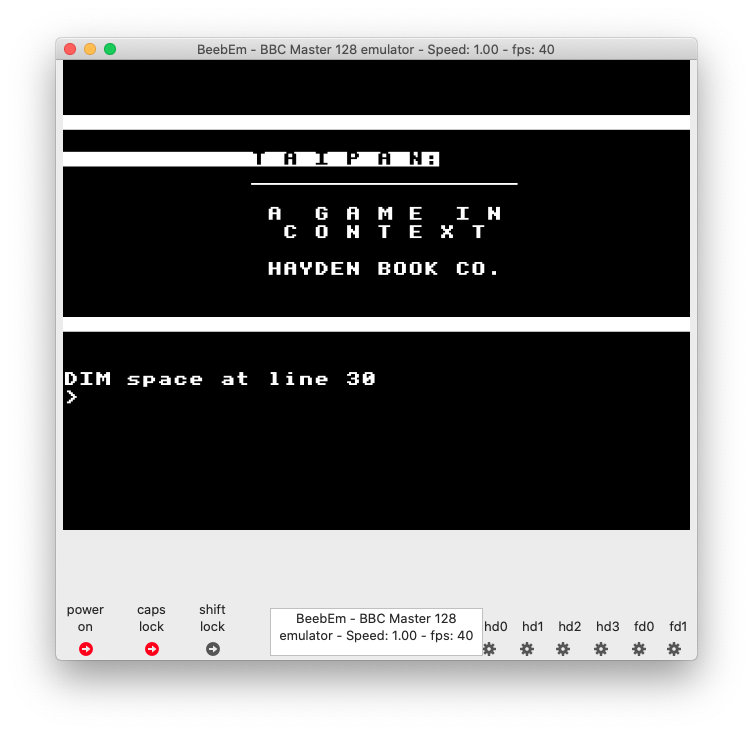 BeebEm - BBC Master 128 emulator - Speed: 1.00 - fps: 40
T A I P A N:
A  G A M E  I N
C O N T E X T
HAYDEN BOOK CO.
DIM space at line 30
>
power on
caps lock
shift lock
BeebEm - BBC Master 128
emulator - Speed: 1.00 - fps: 40
hd0 hd1 hd2 hd3 fd0 fd1